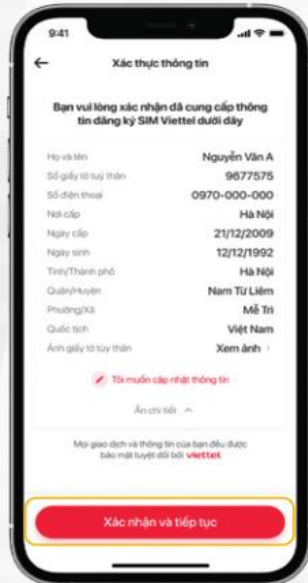 9:41
Xác thực thông tin
Bạn vui lòng xác nhận đã cung cấp thông
tin đăng ký SIM Viettel dưới đây
Họ và tên Nguyễn Văn A
Số giấy tờ tuỳ thân 9677575
Số điện thoại 0970-000-000
Nơi cấp Hà Nội
Ngày cấp 21/12/2009
Ngày sinh 12/12/1992
Tỉnh/Thành phố Hà Nội
Quận/Huyện Nam Từ Liêm
Phường/Xã Mễ Trì
Quốc tịch Việt Nam
Ảnh giấy tờ tùy thân Xem ảnh
Tôi muốn cập nhật thông tin
Ẩn chi tiết
Mọi giao dịch và thông tin của bạn đều được
bảo mật tuyệt đối bởi viettel
Xác nhận và tiếp tục